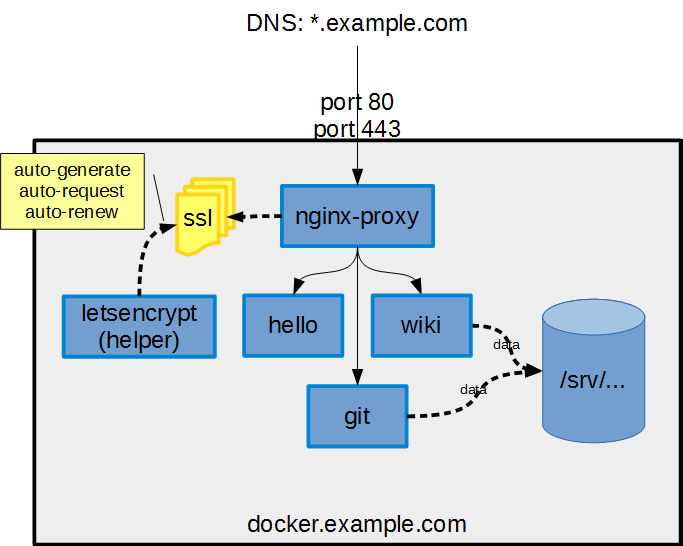 DNS: *.example.com
port 80
port 443
auto-generate
auto-request
auto-renew
ssl
nginx-proxy
letsencrypt
(helper)
hello
wiki
data
/srv/...
data
git
docker.example.com